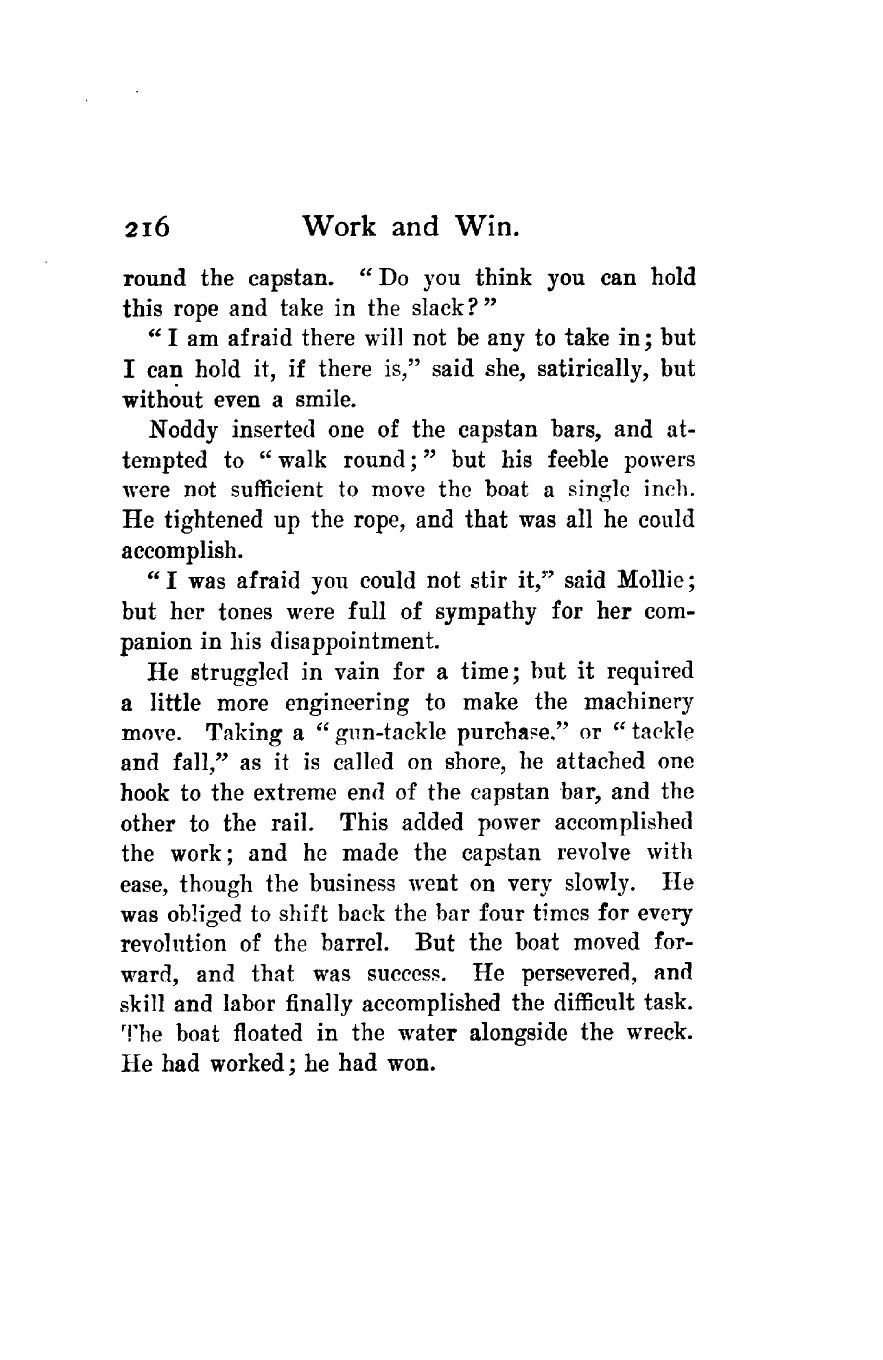 216 Work and Win.
round the capstan. “Do you think you can hold
this rope and take in the slack?”
“I am afraid there will not be any to take in; but
I can hold it, if there is,” said she, satirically, but
without even a smile.
Noddy inserted one of the capstan bars, and at-
tempted to “walk round;” but his feeble powers
were not sufficient to move the boat a single inch.
He tightened up the rope, and that was all he could
accomplish.
“I was afraid you could not stir it,” said Mollie;
but her tones were full of sympathy for her com-
panion in his disappointment.
He struggled in vain for a time; but it required
a little more engineering to make the machinery
move. Taking a “gun-tackle purchase,” or “tackle
and fall,” as it is called on shore, he attached one
hook to the extreme end of the capstan bar, and the
other to the rail. This added power accomplished
the work; and he made the capstan revolve with
ease, though the business went on very slowly. He
was obliged to shift back the bar four times for every
revolution of the barrel. But the boat moved for-
ward, and that was success. He persevered, and
skill and labor finally accomplished the difficult task.
The boat floated in the water alongside the wreck.
He had worked; he had won.